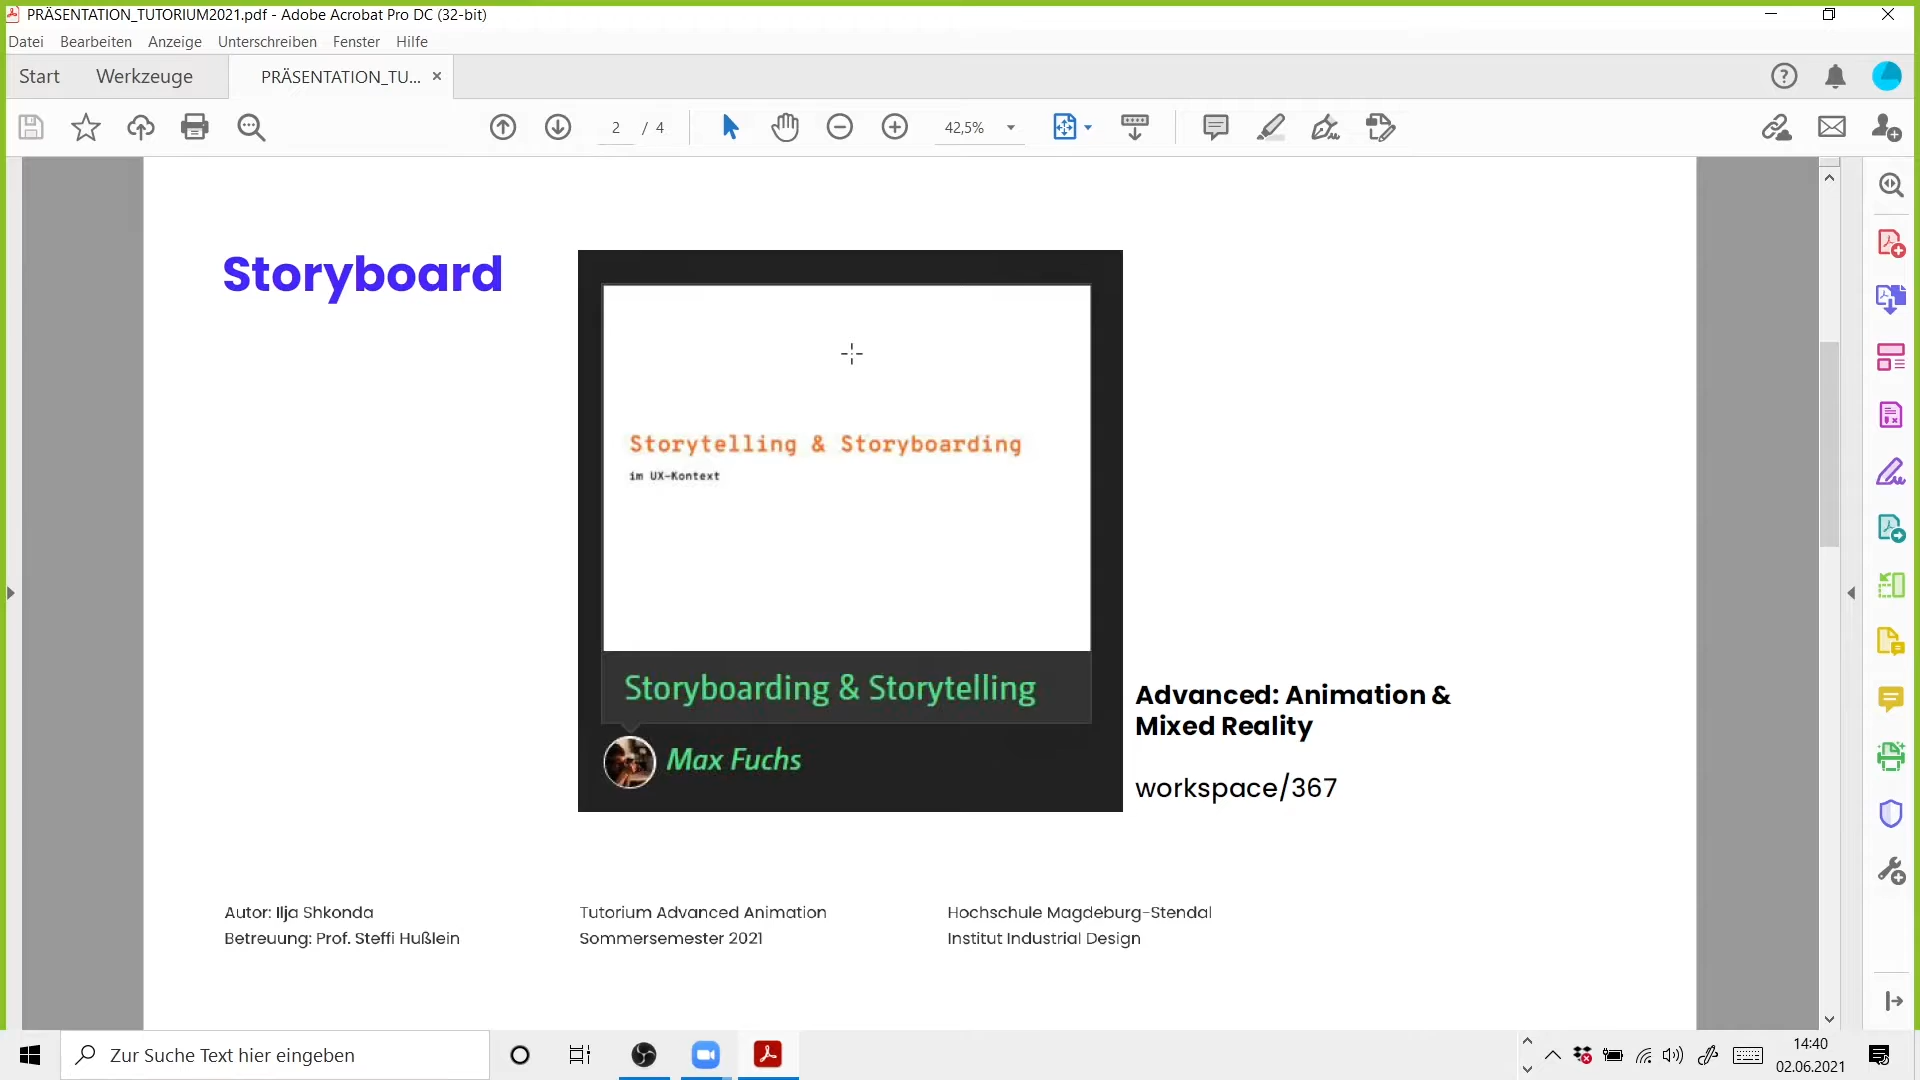 PRÄSENTATION_TUTORIUM2021.pdf - Adobe Acrobat Pro DC (32-bit)
Datei Bearbeiten Anzeige Unterschreiben Fenster Hilfe
Start Werkzeuge PRÄSENTATION_TU... ×
2 / 4 42,5%
Storyboard
Storytelling & Storyboarding
im UX-Kontext
Storyboarding & Storytelling
Max Fuchs
Advanced: Animation &
Mixed Reality
workspace/367
Autor: Ilja Shkonda
Betreuung: Prof. Steffi Hußlein
Tutorium Advanced Animation
Sommersemester 2021
Hochschule Magdeburg-Stendal
Institut Industrial Design
Zur Suche Text hier eingeben
14:40
02.06.2021